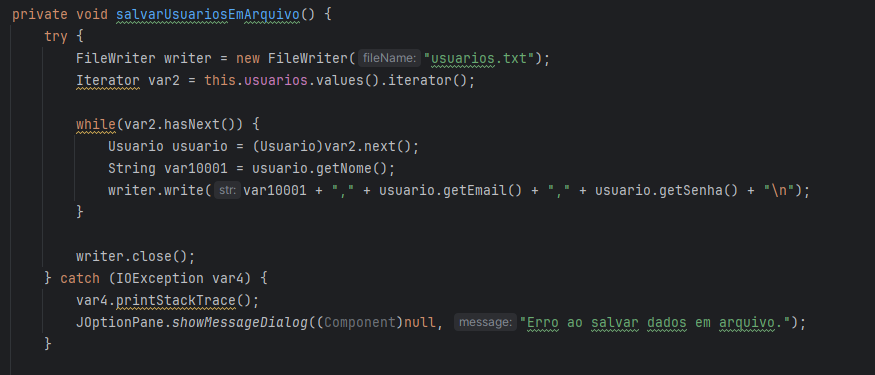 private void salvarUsuariosEmArquivo() {
try {
FileWriter writer = new FileWriter( fileName: "usuarios.txt");
Iterator var2 = this.usuarios.values().iterator();
while(var2.hasNext()) {
Usuario usuario = (Usuario)var2.next();
String var10001 = usuario.getNome();
writer.write( str: var10001 + "," + usuario.getEmail() + "," + usuario.getSenha() + "\n");
}
writer.close();
} catch (IOException var4) {
var4.printStackTrace();
JOptionPane.showMessageDialog((Component)null, message: "Erro ao salvar dados em arquivo.");
}